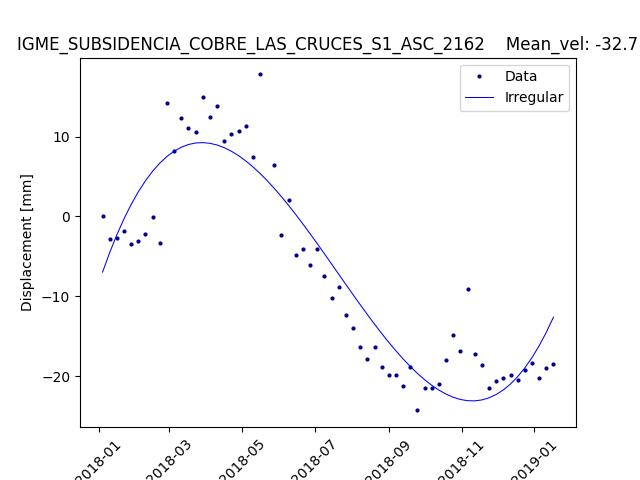 IGME_SUBSIDENCIA_COBRE_LAS_CRUCES_S1_ASC_2162    Mean_vel: -32.7
Data
Irregular
Displacement [mm]
10
0
−10
−20
2018-01
2018-03
2018-05
2018-07
2018-09
2018-11
2019-01